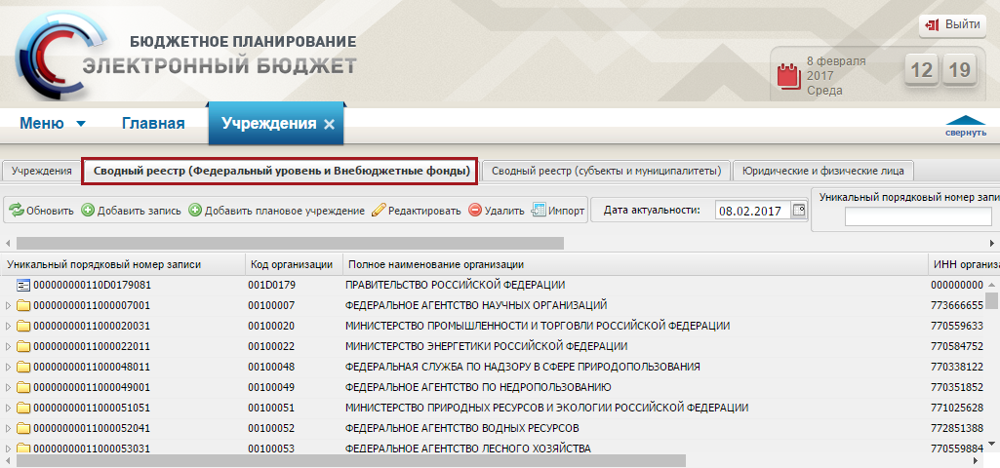 Выйти
БЮДЖЕТНОЕ ПЛАНИРОВАНИЕ
ЭЛЕКТРОННЫЙ БЮДЖЕТ
8 февраля
2017
Среда
12 19
Меню Главная Учреждения
свернуть
Учреждения Сводный реестр (Федеральный уровень и Внебюджетные фонды) Сводный реестр (субъекты и муниципалитеты) Юридические и физические лица
Обновить Добавить запись Добавить плановое учреждение Редактировать Удалить Импорт Дата актуальности: 08.02.2017 Уникальный порядковый номер запи
Уникальный порядковый номер записи Код организации Полное наименование организации ИНН организа
000000000110D0179081 001D0179 ПРАВИТЕЛЬСТВО РОССИЙСКОЙ ФЕДЕРАЦИИ 000000000
00000000011000007001 00100007 ФЕДЕРАЛЬНОЕ АГЕНТСТВО НАУЧНЫХ ОРГАНИЗАЦИЙ 773666655
00000000011000020031 00100020 МИНИСТЕРСТВО ПРОМЫШЛЕННОСТИ И ТОРГОВЛИ РОССИЙСКОЙ ФЕДЕРАЦИИ 770559633
00000000011000022011 00100022 МИНИСТЕРСТВО ЭНЕРГЕТИКИ РОССИЙСКОЙ ФЕДЕРАЦИИ 770584752
00000000011000048011 00100048 ФЕДЕРАЛЬНАЯ СЛУЖБА ПО НАДЗОРУ В СФЕРЕ ПРИРОДОПОЛЬЗОВАНИЯ 770338122
00000000011000049001 00100049 ФЕДЕРАЛЬНОЕ АГЕНТСТВО ПО НЕДРОПОЛЬЗОВАНИЮ 770351852
00000000011000051051 00100051 МИНИСТЕРСТВО ПРИРОДНЫХ РЕСУРСОВ И ЭКОЛОГИИ РОССИЙСКОЙ ФЕДЕРАЦИИ 771025628
00000000011000052041 00100052 ФЕДЕРАЛЬНОЕ АГЕНТСТВО ВОДНЫХ РЕСУРСОВ 772851388
00000000011000053031 00100053 ФЕДЕРАЛЬНОЕ АГЕНТСТВО ЛЕСНОГО ХОЗЯЙСТВА 770559884